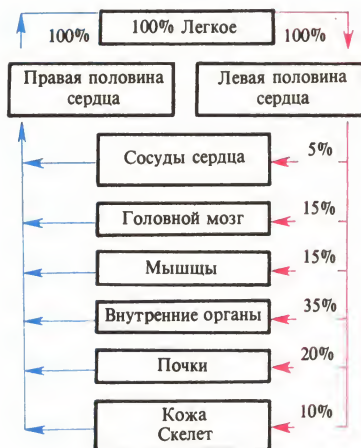 100% 100% Легкое 100%
Правая половина сердца
Левая половина сердца
Сосуды сердца 5%
Головной мозг 15%
Мышцы 15%
Внутренние органы 35%
Почки 20%
Кожа
Скелет 10%